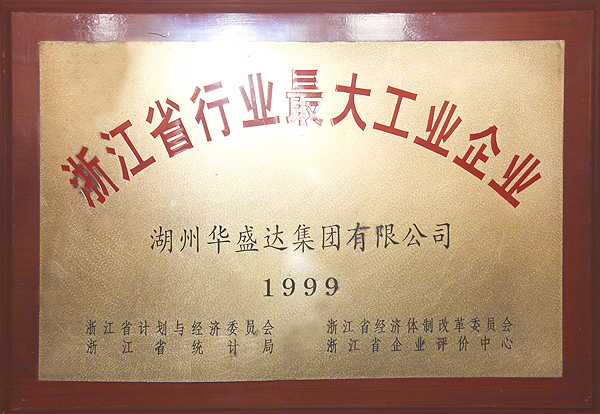 浙江省行业最大工业企业
湖州华盛达集团有限公司
1999
浙江省计划与经济委员会 浙江省经济体制改革委员会
浙江省统计局 浙江省企业评价中心